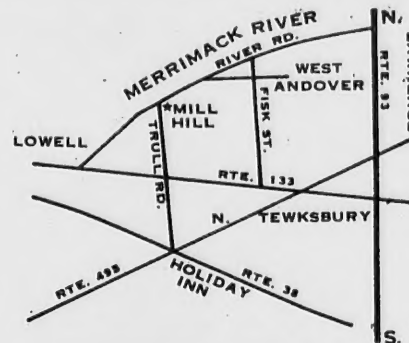 N.
MERRIMACK RIVER
RIVER RD.
WEST
ANDOVER
RTE. 93
MILL
HILL
FISK ST.
LOWELL
TRULL RD.
RTE. 133
N. TEWKSBURY
HOLIDAY
INN
RTE. 495
RTE. 38
S.